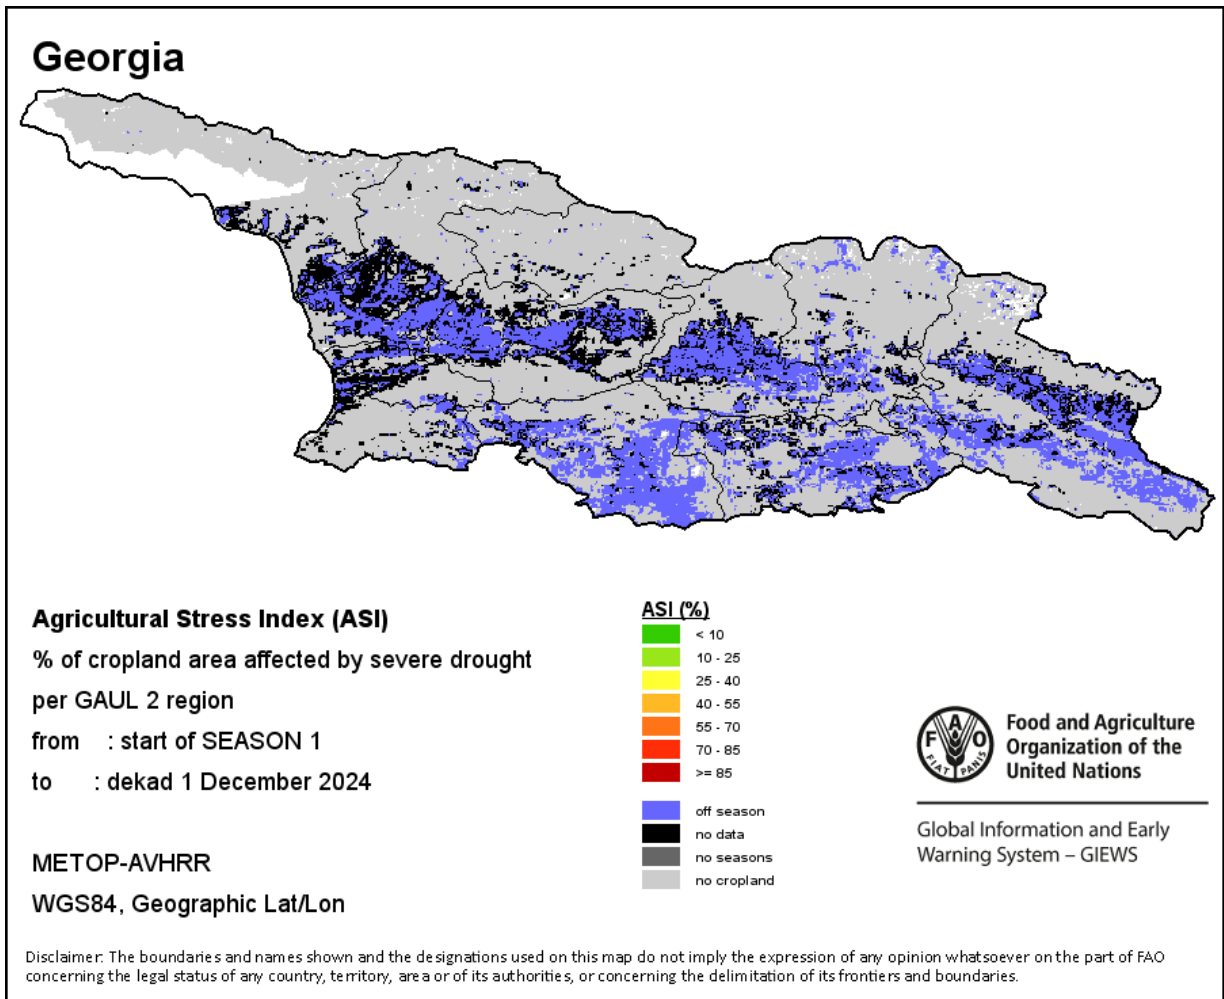 Georgia
Agricultural Stress Index (ASI)
% of cropland area affected by severe drought
per GAUL 2 region
from : start of SEASON 1
to : dekad 1 December 2024
METOP-AVHRR
WGS84, Geographic Lat/Lon
ASI (%)
< 10
10 - 25
25 - 40
40 - 55
55 - 70
70 - 85
>= 85
off season
no data
no seasons
no cropland
F A O
FIAT PANIS
Food and Agriculture
Organization of the
United Nations
Global Information and Early
Warning System – GIEWS
Disclaimer: The boundaries and names shown and the designations used on this map do not imply the expression of any opinion whatsoever on the part of FAO
concerning the legal status of any country, territory, area or of its authorities, or concerning the delimitation of its frontiers and boundaries.